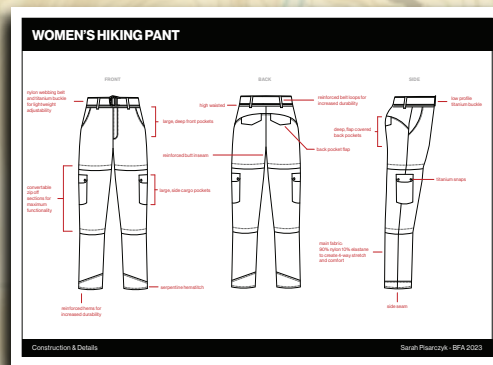 WOMEN'S HIKING PANT
FRONT
BACK
SIDE
nylon webbing belt
and titanium buckle
for lightweight
adjustability
large, deep front pockets
convertable
zip off
sections for
maximum
functionality
large, side cargo pockets
reinforced hems for
increased durability
serpentine hemstitch
high waisted
reinforced belt loops for
increased durability
back pocket flap
reinforced butt inseam
deep, flap covered
back pockets
low profile
titanium buckle
titanium snaps
main fabric:
90% nylon 10% elastane
to create 4-way stretch
and comfort
side seam
Construction & Details
Sarah Pisarczyk - BFA 2023